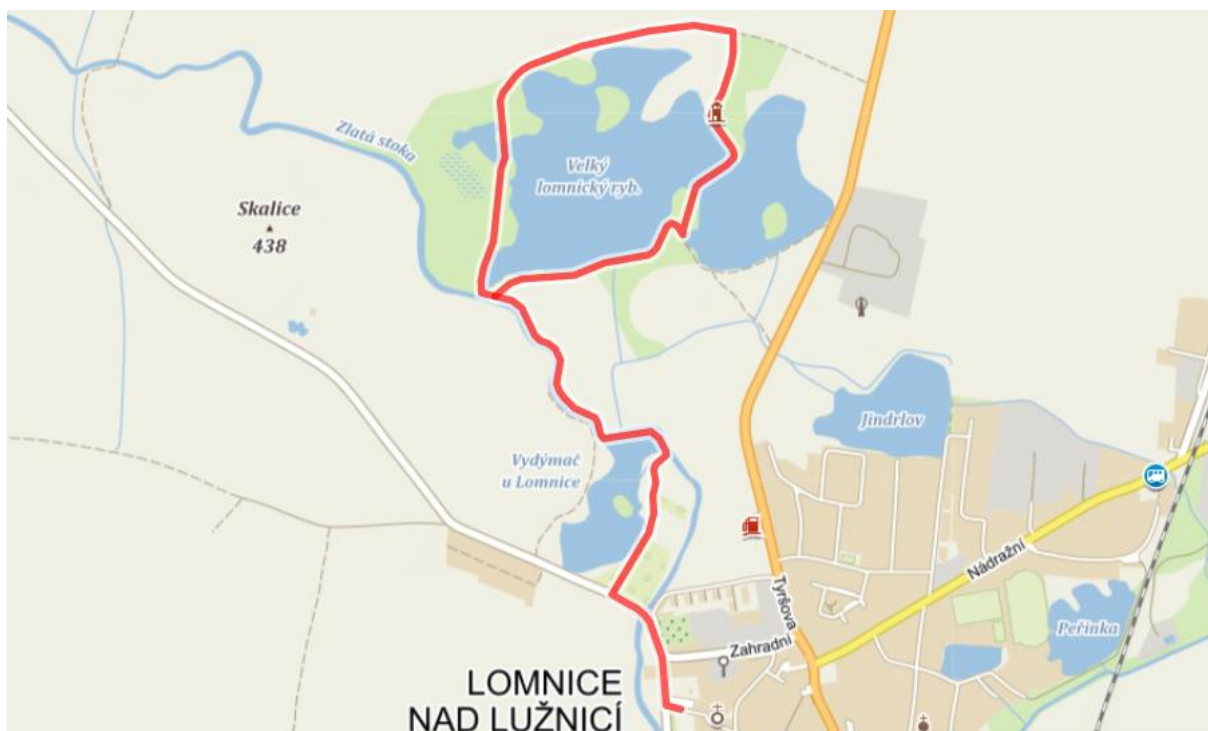 Zlatá stoka
Velký
lomnický ryb.
Skalice
438
Jindrlov
Vydýmač
u Lomnice
Nádražní
Tyršova
Peřinka
Zahradní
LOMNICE
NAD LUŽNICÍ